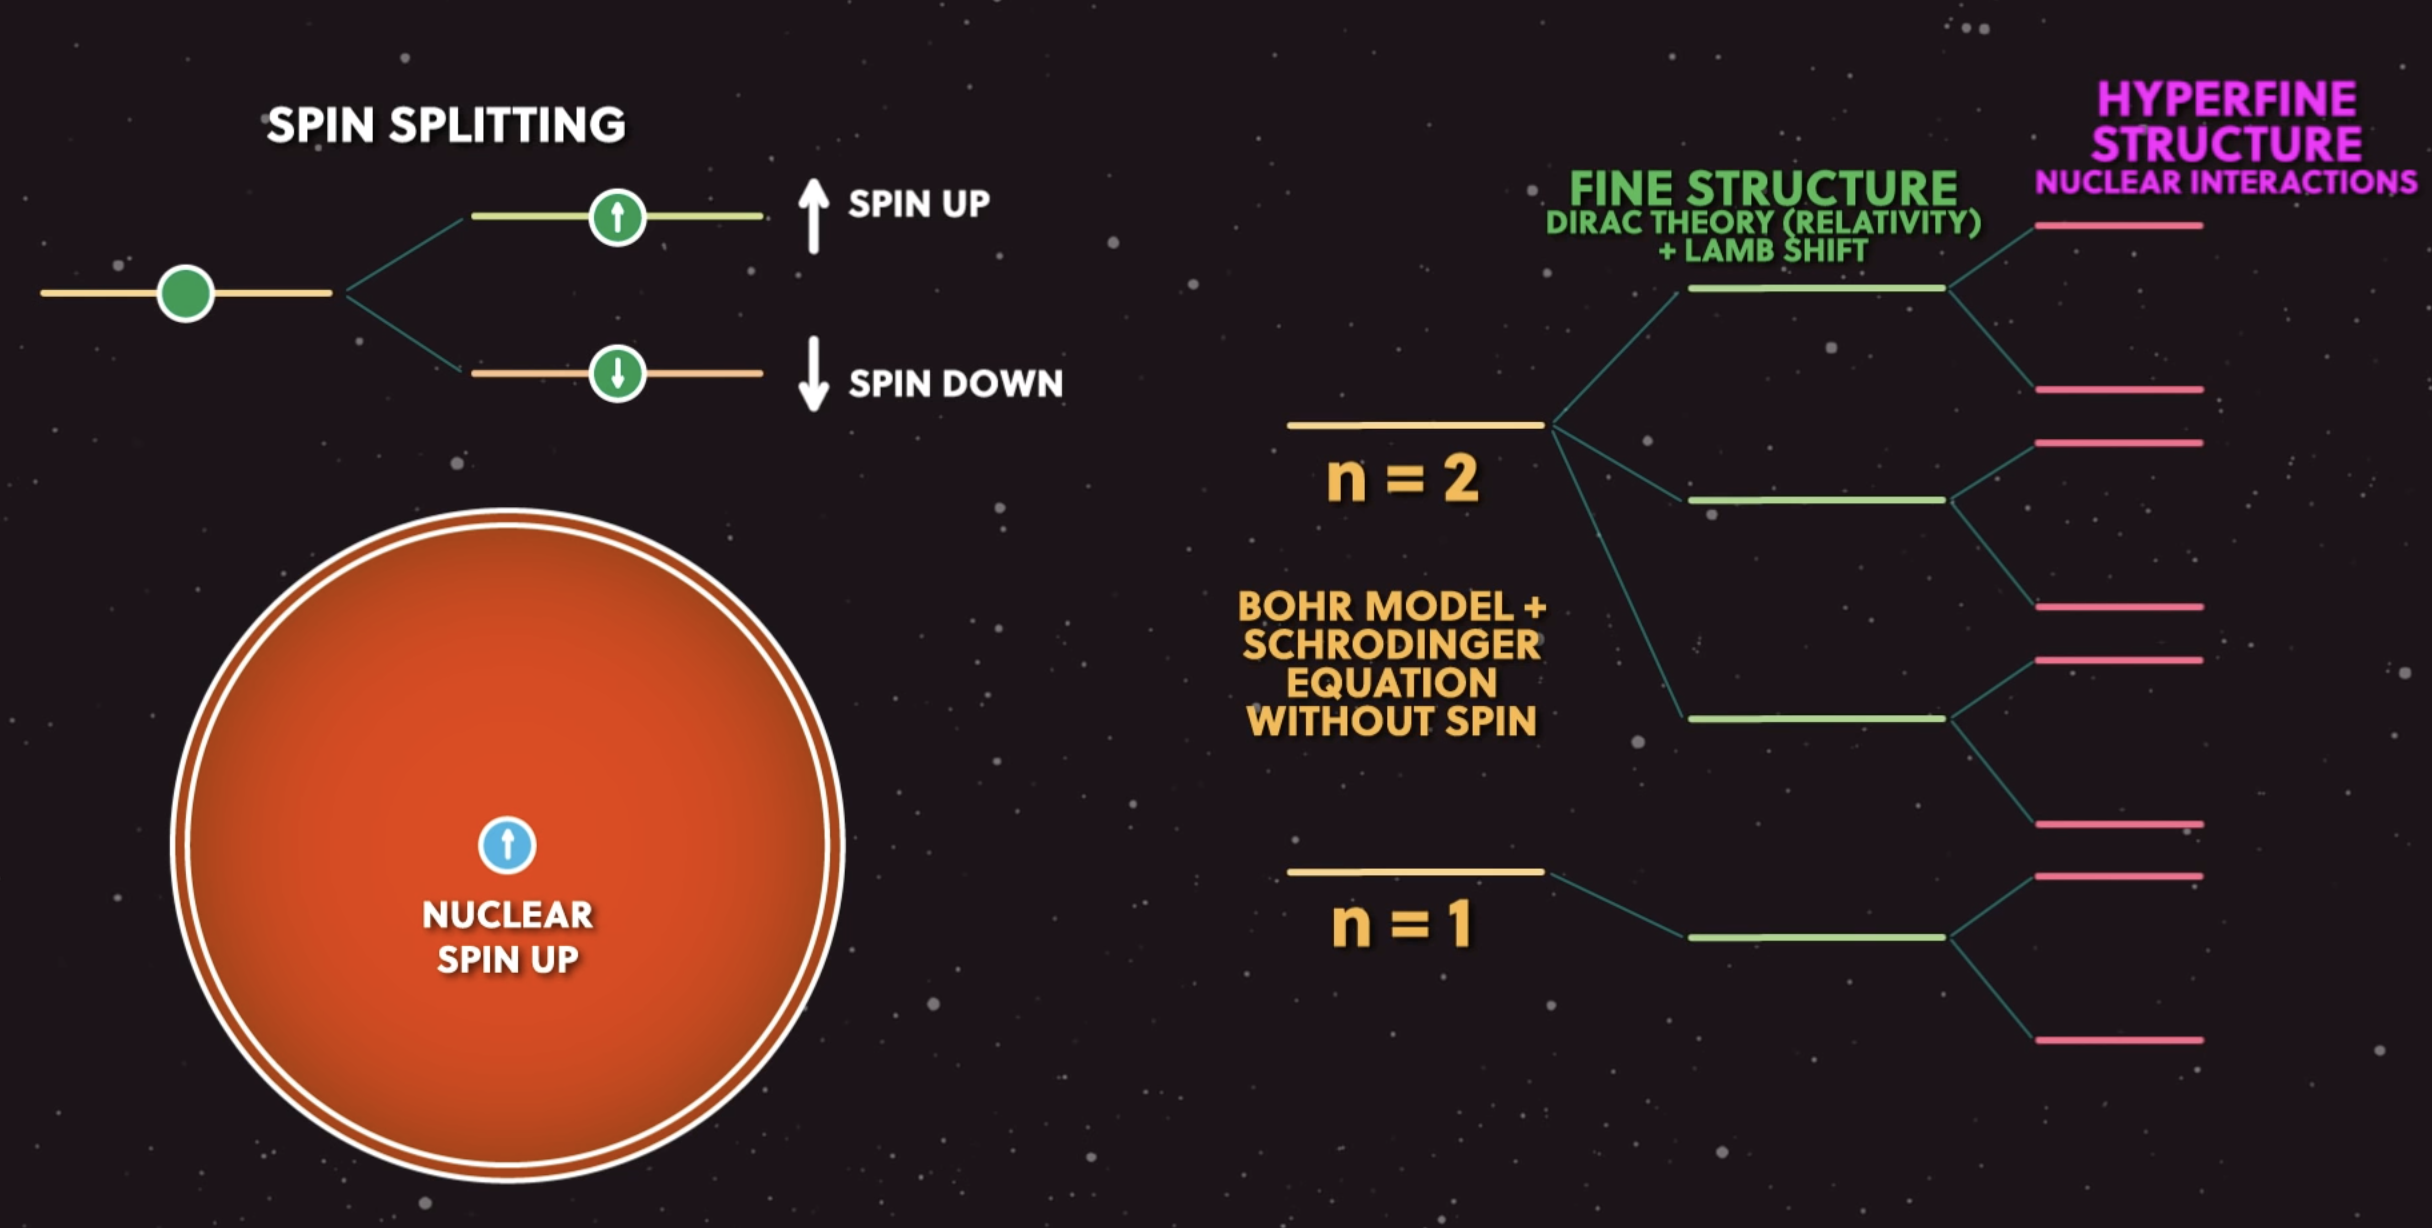 SPIN SPLITTING
SPIN UP
SPIN DOWN
NUCLEAR
SPIN UP
n = 2
BOHR MODEL +
SCHRODINGER
EQUATION
WITHOUT SPIN
n = 1
FINE STRUCTURE
DIRAC THEORY (RELATIVITY)
+ LAMB SHIFT
HYPERFINE
STRUCTURE
NUCLEAR INTERACTIONS